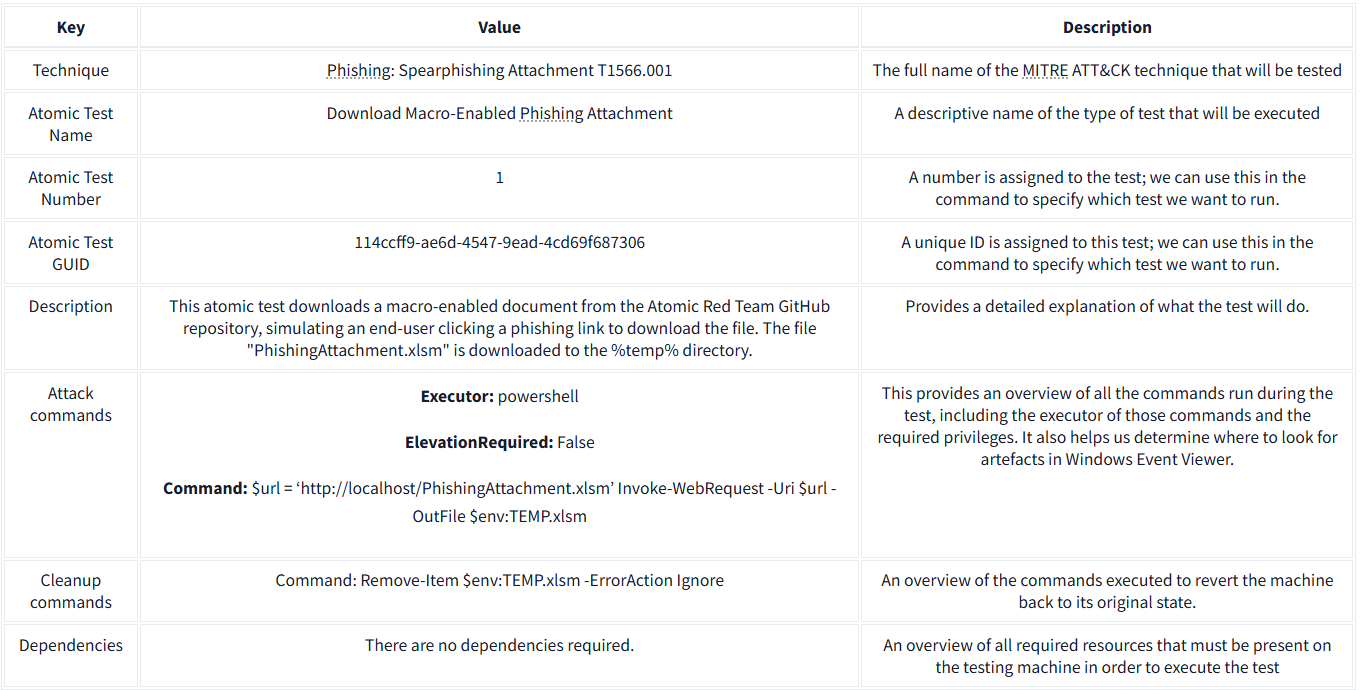 Key Value Description
Technique Phishing: Spearphishing Attachment T1566.001 The full name of the MITRE ATT&CK technique that will be tested
Atomic Test
Name
Download Macro-Enabled Phishing Attachment
A descriptive name of the type of test that will be executed
Atomic Test
Number
1
A number is assigned to the test; we can use this in the
command to specify which test we want to run.
Atomic Test
GUID
114ccff9-ae6d-4547-9ead-4cd69f687306
A unique ID is assigned to this test; we can use this in the
command to specify which test we want to run.
Description
This atomic test downloads a macro-enabled document from the Atomic Red Team GitHub
repository, simulating an end-user clicking a phishing link to download the file. The file
"PhishingAttachment.xlsm" is downloaded to the %temp% directory.
Provides a detailed explanation of what the test will do.
Attack
commands
Executor: powershell
ElevationRequired: False
Command: $url = ‘http://localhost/PhishingAttachment.xlsm’ Invoke-WebRequest -Uri $url -
OutFile $env:TEMP.xlsm
This provides an overview of all the commands run during the
test, including the executor of those commands and the
required privileges. It also helps us determine where to look for
artefacts in Windows Event Viewer.
Cleanup
commands
Command: Remove-Item $env:TEMP.xlsm -ErrorAction Ignore
An overview of the commands executed to revert the machine
back to its original state.
Dependencies
There are no dependencies required.
An overview of all required resources that must be present on
the testing machine in order to execute the test